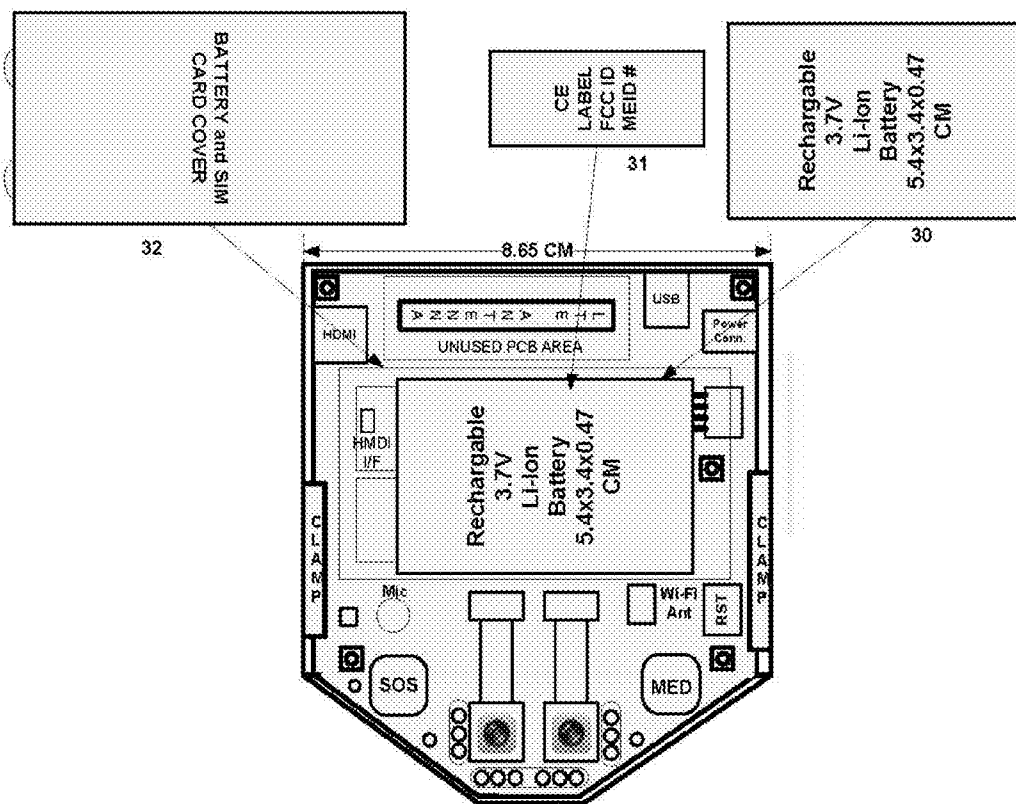 BATTERY and SIM
CARD COVER
32
CE
LABEL
FCC ID
MEID #
31
Rechargable
3.7V
Li-Ion
Battery
5.4x3.4x0.47
CM
30
8.65 CM
HDMI
LTE ANTENNA
UNUSED PCB AREA
USB
Power
Conn.
HMDI
I/F
Rechargable
3.7V
Li-Ion
Battery
5.4x3.4x0.47
CM
CLAMP
CLAMP
Mic
Wi-Fi
Ant
RST
SOS
MED